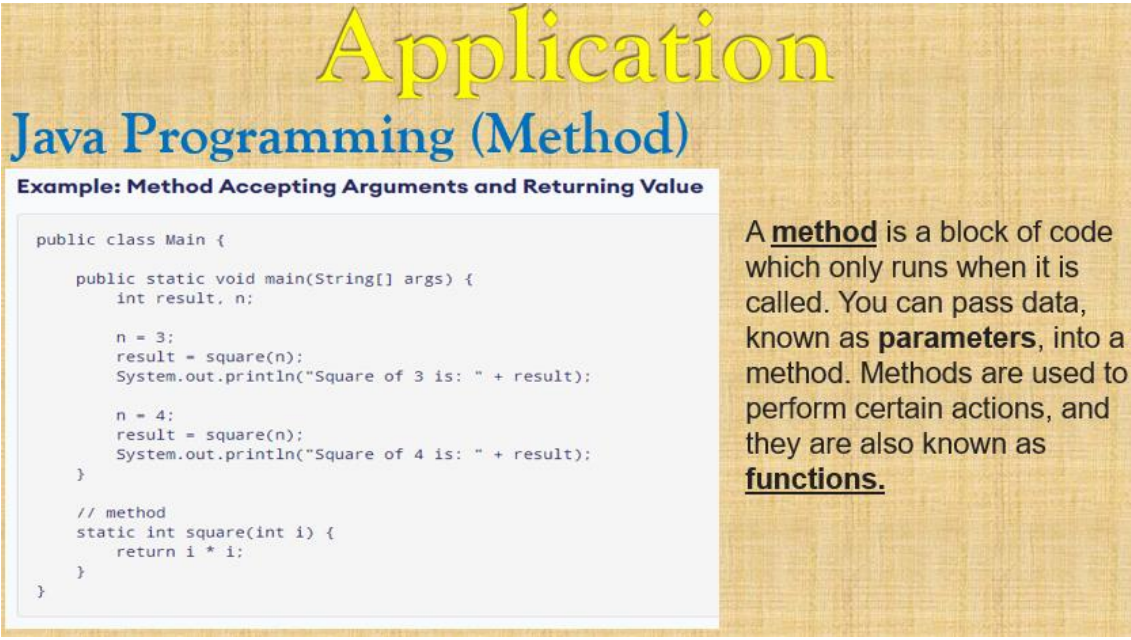 Application
Java Programming (Method)
Example: Method Accepting Arguments and Returning Value
public class Main {
public static void main(String[] args) {
int result, n;
n = 3;
result = square(n);
System.out.println("Square of 3 is: " + result);
n = 4;
result = square(n);
System.out.println("Square of 4 is: " + result);
}
// method
static int square(int i) {
return i * i;
}
}
A method is a block of code
which only runs when it is
called. You can pass data,
known as parameters, into a
method. Methods are used to
perform certain actions, and
they are also known as
functions.